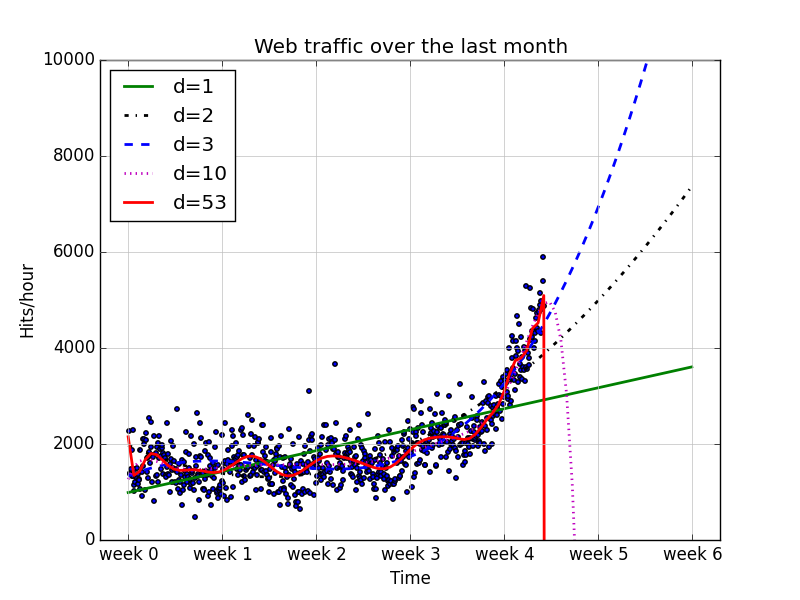 Web traffic over the last month
10000
8000
6000
4000
2000
0
Hits/hour
d=1
d=2
d=3
d=10
d=53
week 0 week 1 week 2 week 3 week 4 week 5 week 6
Time